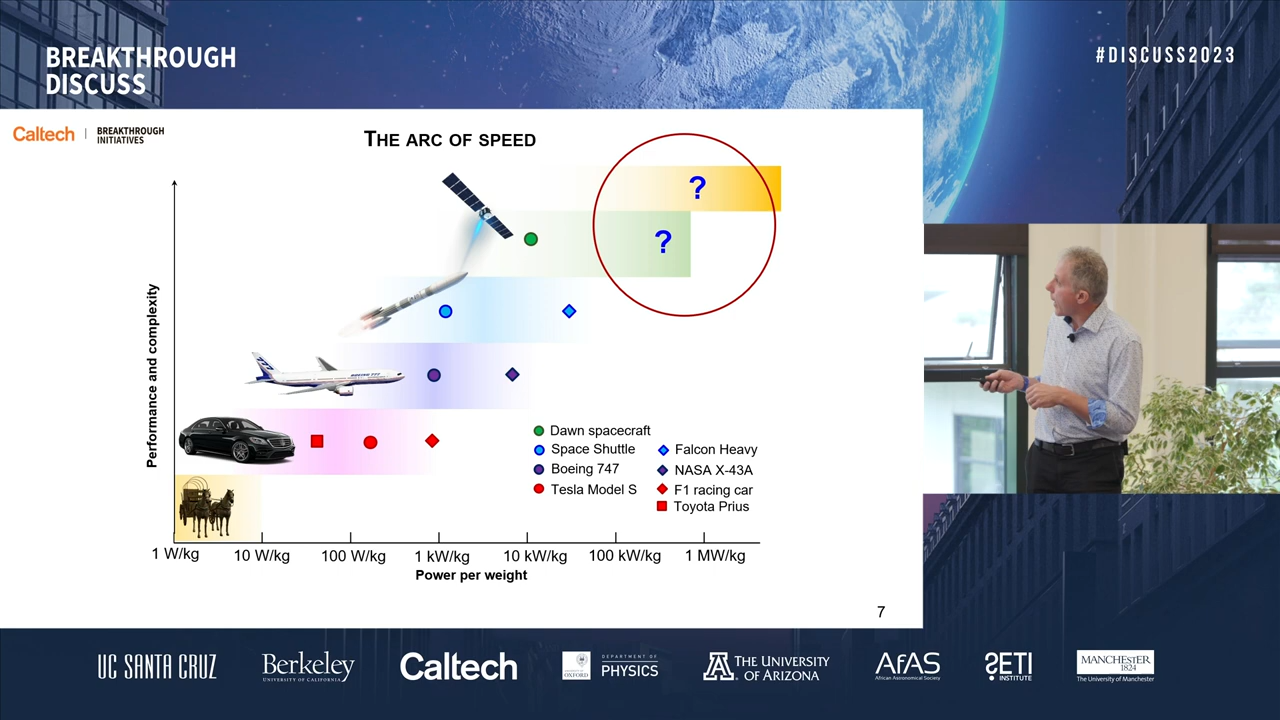 BREAKTHROUGH
DISCUSS
#DISCUSS2023
Caltech | BREAKTHROUGH
INITIATIVES
THE ARC OF SPEED
?
?
Performance and complexity
BOEING 777
Dawn spacecraft
Space Shuttle
Falcon Heavy
Boeing 747
NASA X-43A
Tesla Model S
F1 racing car
Toyota Prius
1 W/kg
10 W/kg
100 W/kg
1 kW/kg
10 kW/kg
100 kW/kg
1 MW/kg
Power per weight
7
UC SANTA CRUZ
Berkeley
UNIVERSITY OF CALIFORNIA
Caltech
UNIVERSITY OF
OXFORD
DEPARTMENT OF
PHYSICS
THE UNIVERSITY
OF ARIZONA
AfAS
African Astronomical Society
SETI
INSTITUTE
MANCHESTER
1824
The University of Manchester